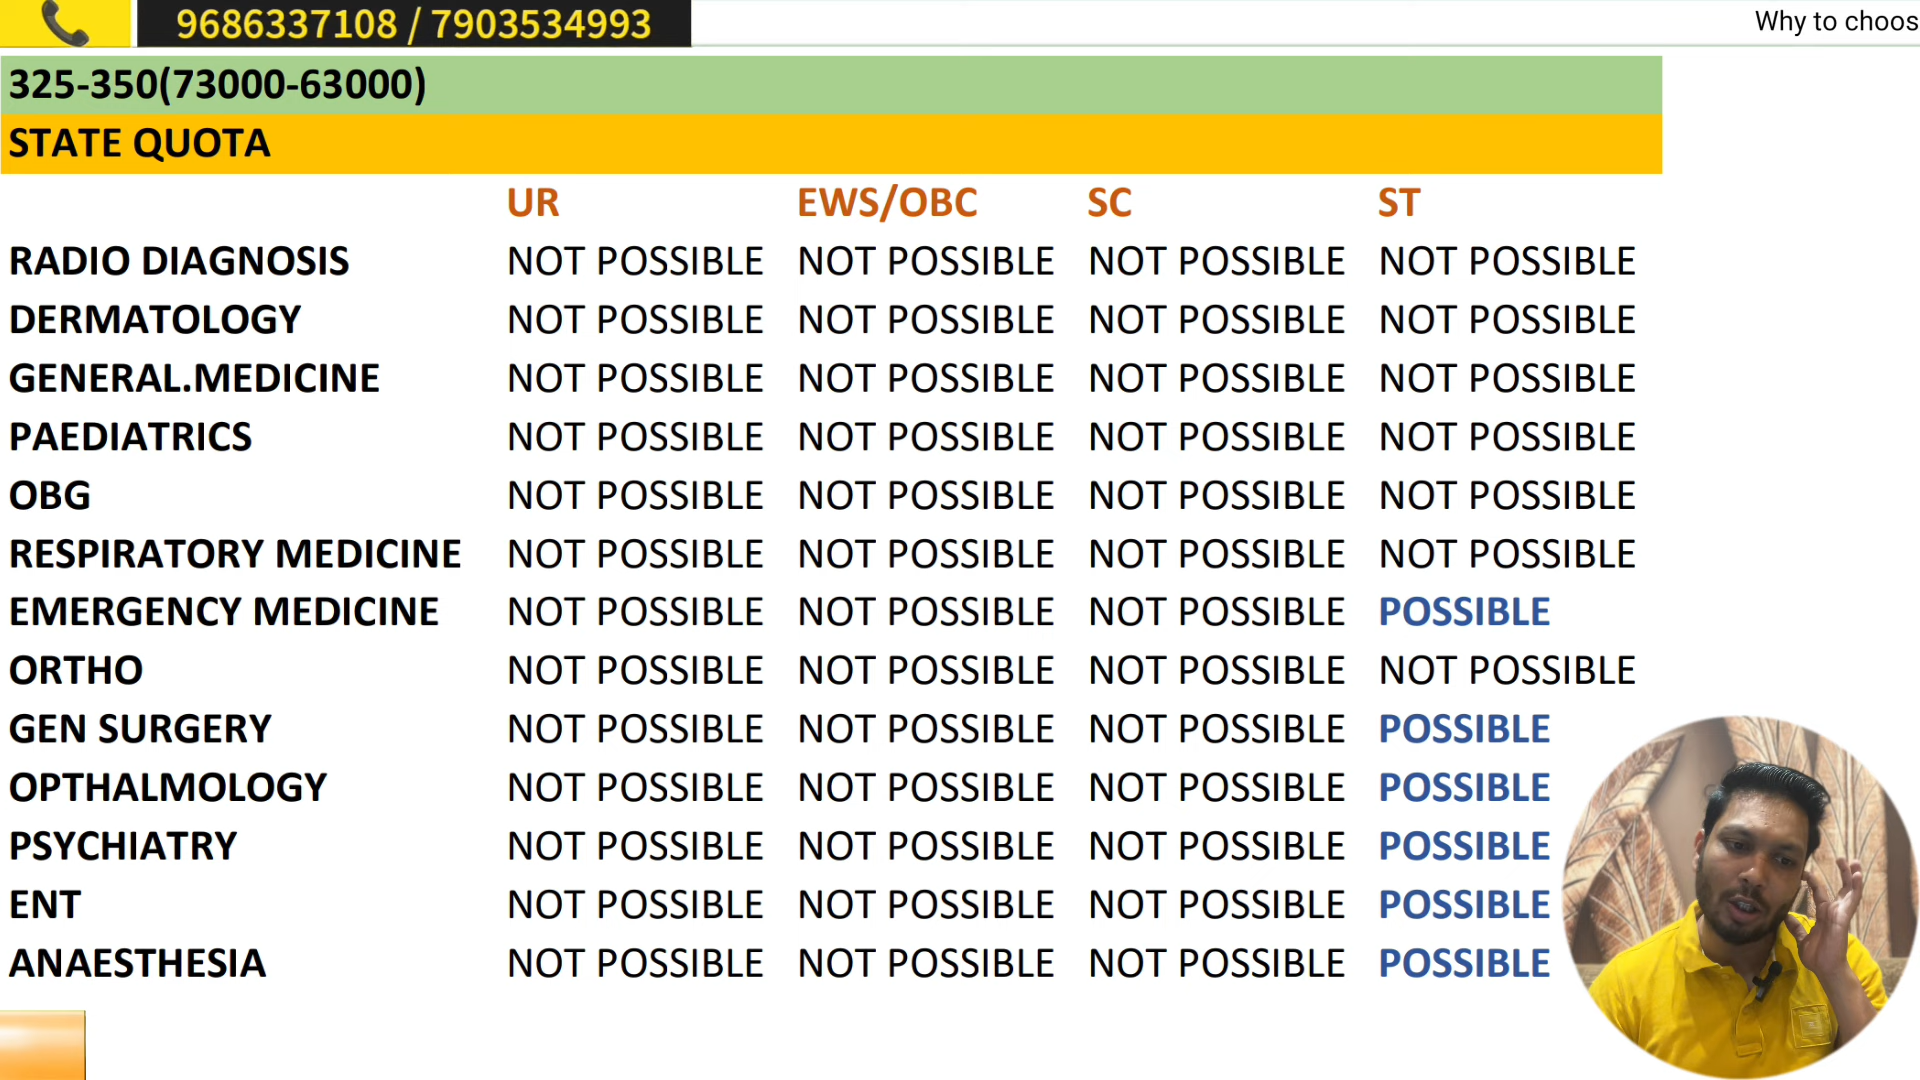 9686337108 / 7903534993
Why to choos
325-350(73000-63000)
STATE QUOTA
UR EWS/OBC SC ST
RADIO DIAGNOSIS NOT POSSIBLE NOT POSSIBLE NOT POSSIBLE NOT POSSIBLE
DERMATOLOGY NOT POSSIBLE NOT POSSIBLE NOT POSSIBLE NOT POSSIBLE
GENERAL.MEDICINE NOT POSSIBLE NOT POSSIBLE NOT POSSIBLE NOT POSSIBLE
PAEDIATRICS NOT POSSIBLE NOT POSSIBLE NOT POSSIBLE NOT POSSIBLE
OBG NOT POSSIBLE NOT POSSIBLE NOT POSSIBLE NOT POSSIBLE
RESPIRATORY MEDICINE NOT POSSIBLE NOT POSSIBLE NOT POSSIBLE NOT POSSIBLE
EMERGENCY MEDICINE NOT POSSIBLE NOT POSSIBLE NOT POSSIBLE POSSIBLE
ORTHO NOT POSSIBLE NOT POSSIBLE NOT POSSIBLE NOT POSSIBLE
GEN SURGERY NOT POSSIBLE NOT POSSIBLE NOT POSSIBLE POSSIBLE
OPTHALMOLOGY NOT POSSIBLE NOT POSSIBLE NOT POSSIBLE POSSIBLE
PSYCHIATRY NOT POSSIBLE NOT POSSIBLE NOT POSSIBLE POSSIBLE
ENT NOT POSSIBLE NOT POSSIBLE NOT POSSIBLE POSSIBLE
ANAESTHESIA NOT POSSIBLE NOT POSSIBLE NOT POSSIBLE POSSIBLE